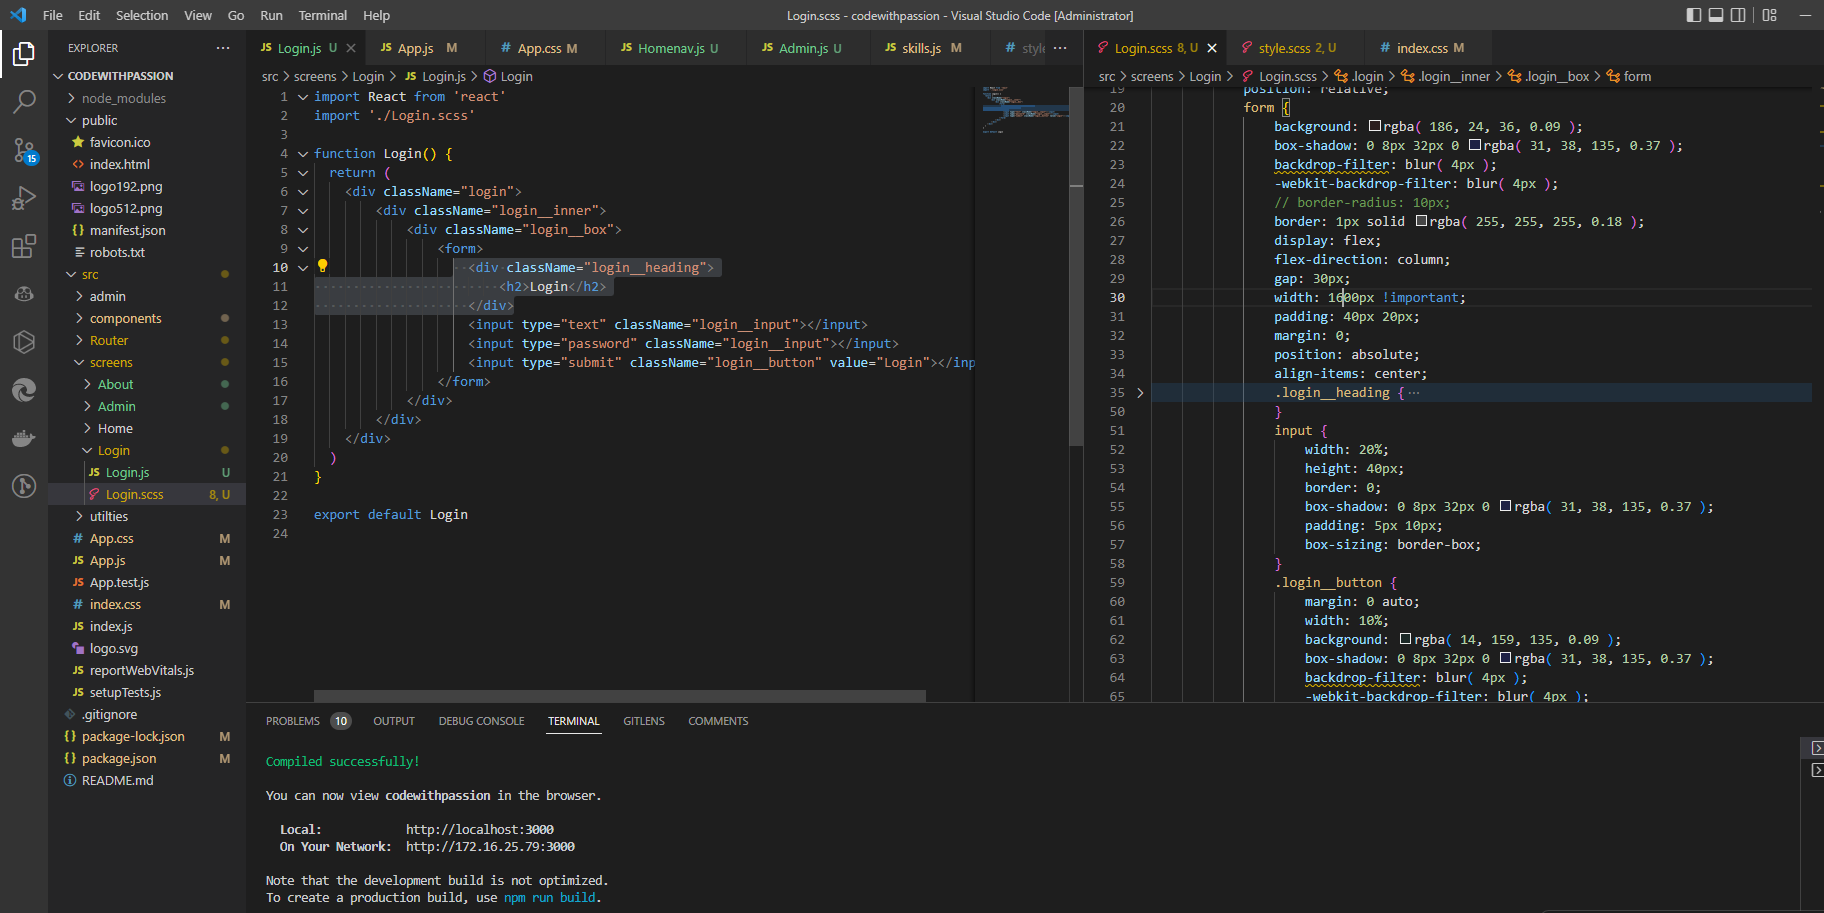 File Edit Selection View Go Run Terminal Help
Login.scss - codewithpassion - Visual Studio Code [Administrator]
EXPLORER
CODEWITHPASSION
node_modules
public
favicon.ico
index.html
logo192.png
logo512.png
manifest.json
robots.txt
src
admin
components
Router
screens
About
Admin
Home
Login
JS Login.js U
Login.scss 8, U
utilties
# App.css M
JS App.js M
JS App.test.js
# index.css M
JS index.js
logo.svg
JS reportWebVitals.js
JS setupTests.js
.gitignore
{} package-lock.json M
{} package.json M
README.md
15
JS Login.js U JS App.js M # App.css M JS Homenav.js U JS Admin.js U JS skills.js M # style ···
src > screens > Login > JS Login.js > Login
1 import React from 'react'
2 import './Login.scss'
3
4 function Login() {
5 return (
6 <div className="login">
7 <div className="login__inner">
8 <div className="login__box">
9 <form>
10 <div className="login__heading">
11 <h2>Login</h2>
12 </div>
13 <input type="text" className="login__input"></input>
14 <input type="password" className="login__input"></input>
15 <input type="submit" className="login__button" value="Login"></inp
16 </form>
17 </div>
18 </div>
19 </div>
20 )
21 }
22
23 export default Login
24
Login.scss 8, U style.scss 2, U # index.css M
src > screens > Login > Login.scss > .login > .login__inner > .login__box > form
19 position: relative;
20 form {
21 background: rgba( 186, 24, 36, 0.09 );
22 box-shadow: 0 8px 32px 0 rgba( 31, 38, 135, 0.37 );
23 backdrop-filter: blur( 4px );
24 -webkit-backdrop-filter: blur( 4px );
25 // border-radius: 10px;
26 border: 1px solid rgba( 255, 255, 255, 0.18 );
27 display: flex;
28 flex-direction: column;
29 gap: 30px;
30 width: 1600px !important;
31 padding: 40px 20px;
32 margin: 0;
33 position: absolute;
34 align-items: center;
35 .login__heading {···
50 }
51 input {
52 width: 20%;
53 height: 40px;
54 border: 0;
55 box-shadow: 0 8px 32px 0 rgba( 31, 38, 135, 0.37 );
56 padding: 5px 10px;
57 box-sizing: border-box;
58 }
59 .login__button {
60 margin: 0 auto;
61 width: 10%;
62 background: rgba( 14, 159, 135, 0.09 );
63 box-shadow: 0 8px 32px 0 rgba( 31, 38, 135, 0.37 );
64 backdrop-filter: blur( 4px );
65 -webkit-backdrop-filter: blur( 4px );
PROBLEMS 10 OUTPUT DEBUG CONSOLE TERMINAL GITLENS COMMENTS
Compiled successfully!
You can now view codewithpassion in the browser.
Local: http://localhost:3000
On Your Network: http://172.16.25.79:3000
Note that the development build is not optimized.
To create a production build, use npm run build.